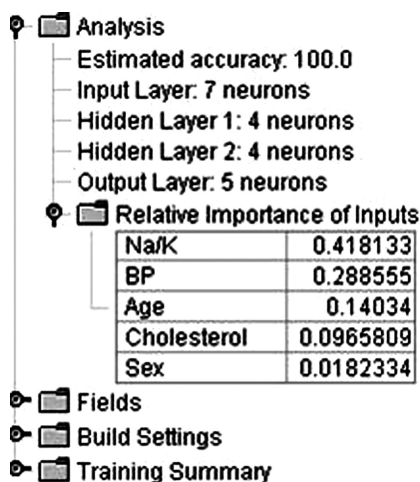 Analysis
Estimated accuracy: 100.0
Input Layer: 7 neurons
Hidden Layer 1: 4 neurons
Hidden Layer 2: 4 neurons
Output Layer: 5 neurons
Relative Importance of Inputs
Na/K 0.418133
BP 0.288555
Age 0.14034
Cholesterol 0.0965809
Sex 0.0182334
Fields
Build Settings
Training Summary